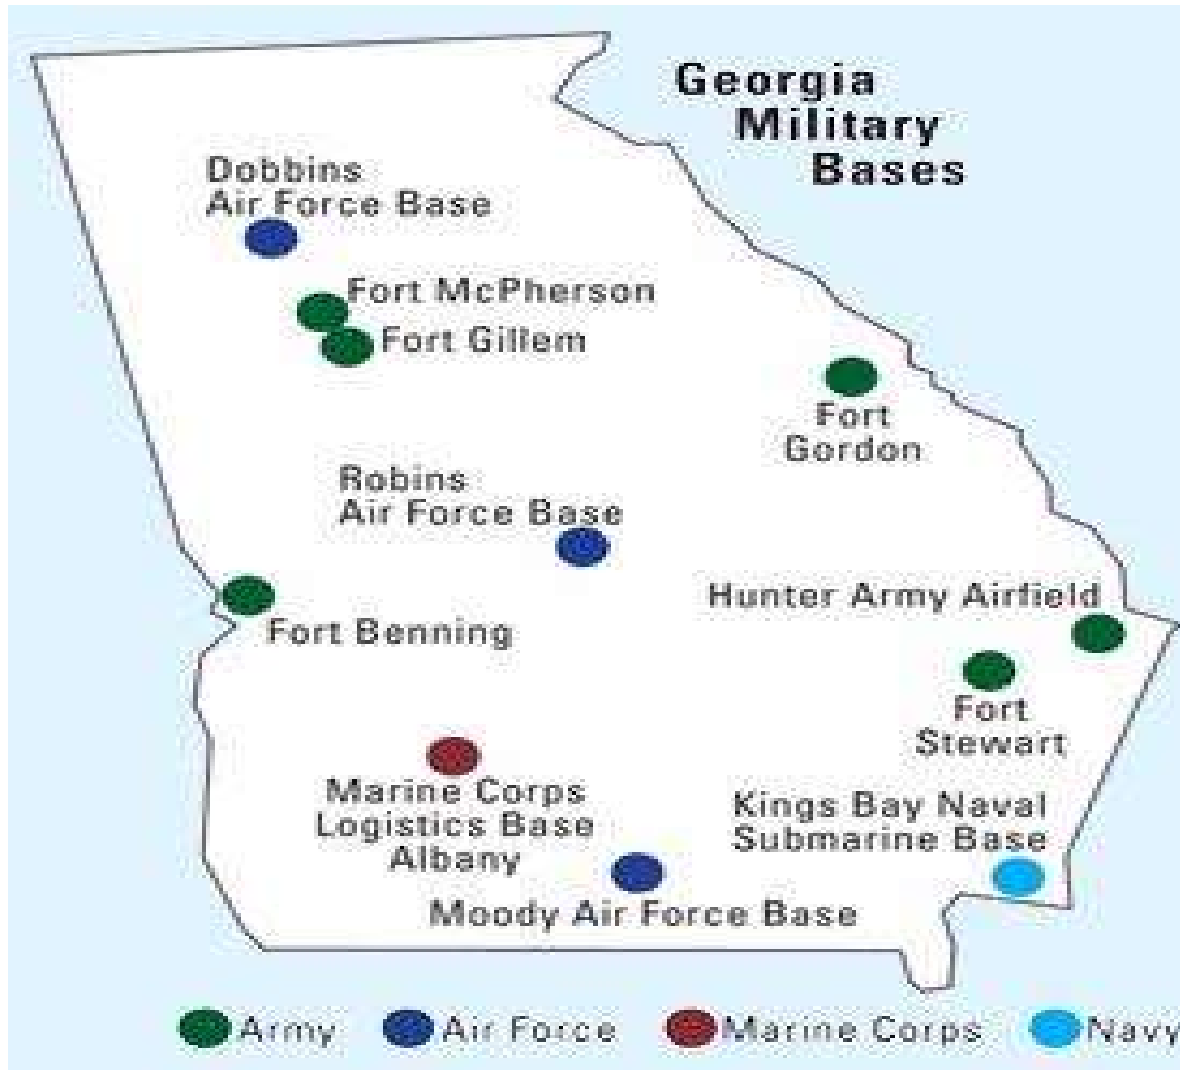 Georgia
Military
Bases
Dobbins
Air Force Base
Fort McPherson
Fort Gillem
Fort
Gordon
Robins
Air Force Base
Hunter Army Airfield
Fort Benning
Fort
Stewart
Marine Corps
Logistics Base
Albany
Kings Bay Naval
Submarine Base
Moody Air Force Base
Army Air Force Marine Corps Navy